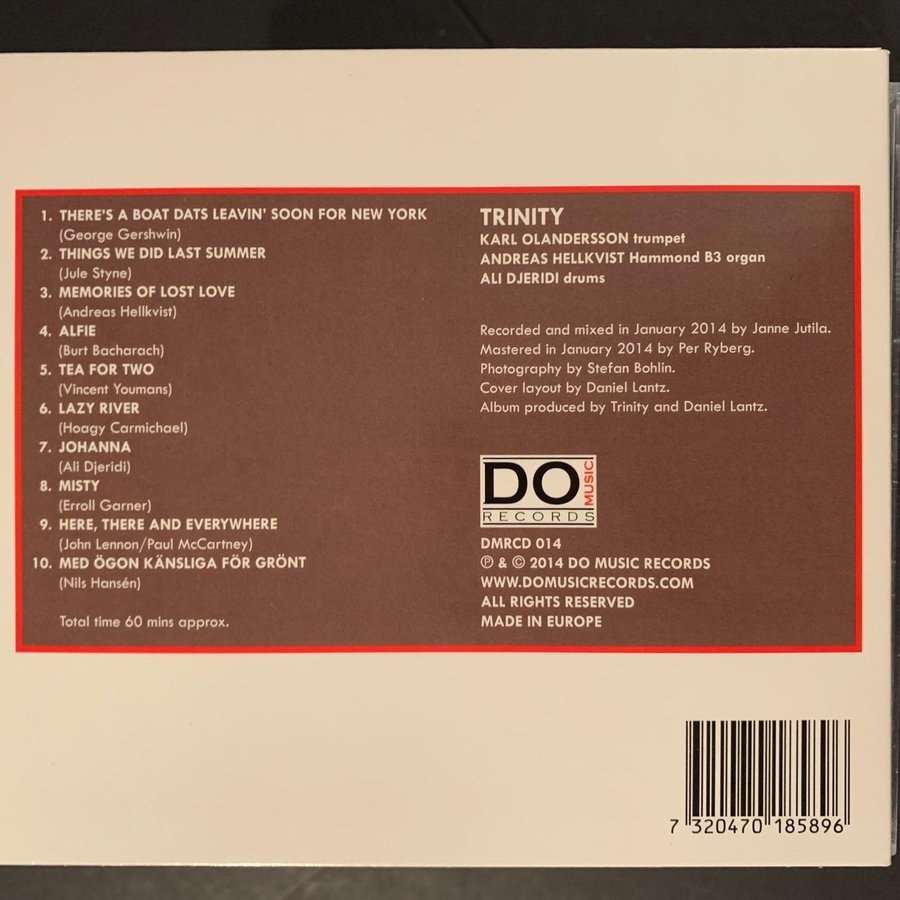 1. THERE'S A BOAT DATS LEAVIN' SOON FOR NEW YORK
(George Gershwin)
2. THINGS WE DID LAST SUMMER
(Jule Styne)
3. MEMORIES OF LOST LOVE
(Andreas Hellkvist)
4. ALFIE
(Burt Bacharach)
5. TEA FOR TWO
(Vincent Youmans)
6. LAZY RIVER
(Hoagy Carmichael)
7. JOHANNA
(Ali Djeridi)
8. MISTY
(Erroll Garner)
9. HERE, THERE AND EVERYWHERE
(John Lennon/Paul McCartney)
10. MED ÖGON KÄNSLIGA FÖR GRÖNT
(Nils Hansén)
Total time 60 mins approx.
TRINITY
KARL OLANDERSSON trumpet
ANDREAS HELLKVIST Hammond B3 organ
ALI DJERIDI drums
Recorded and mixed in January 2014 by Janne Jutila.
Mastered in January 2014 by Per Ryberg.
Photography by Stefan Bohlin.
Cover layout by Daniel Lantz.
Album produced by Trinity and Daniel Lantz.
DO MUSIC
RECORDS
DMRCD 014
℗ & © 2014 DO MUSIC RECORDS
WWW.DOMUSICRECORDS.COM
ALL RIGHTS RESERVED
MADE IN EUROPE
7 320470 185896